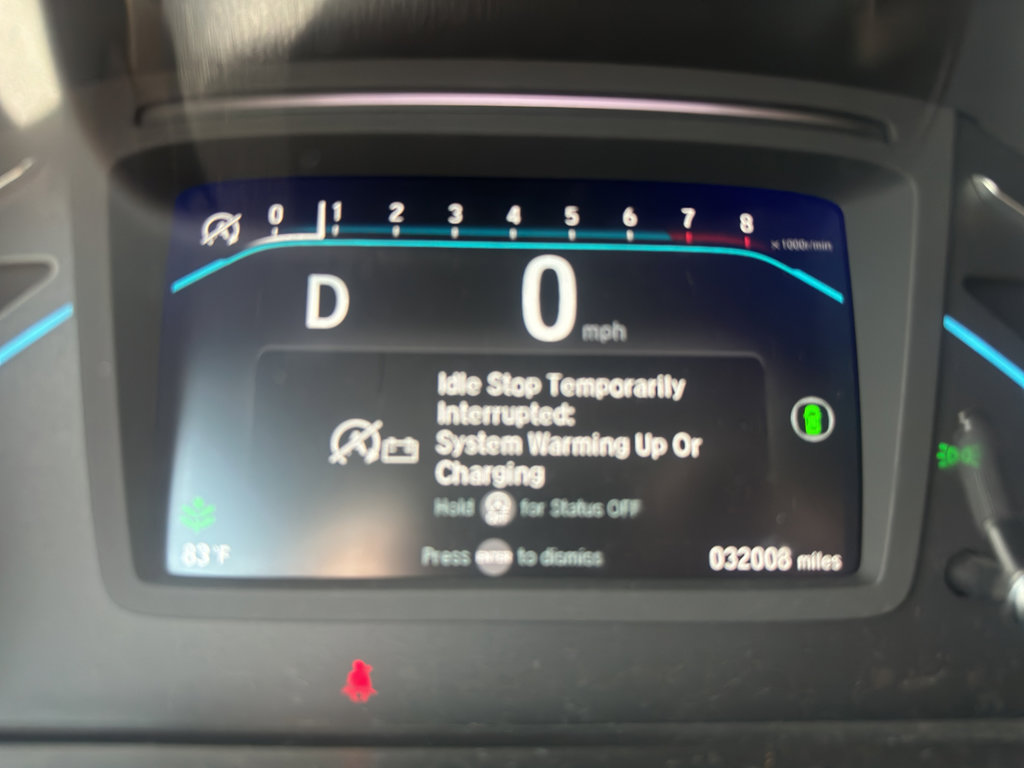 0 1 2 3 4 5 6 7 8
x1000r/min
D 0 mph
Idle Stop Temporarily
Interrupted:
System Warming Up Or
Charging
Hold for Status OFF
Press ENTER to dismiss
83°F 032008 miles